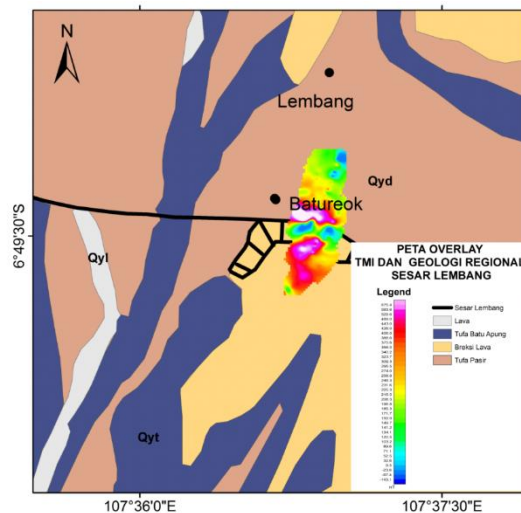 N
Lembang
Qyd
Batureok
6°49'30"S
Qyl
PETA OVERLAY
TMI DAN GEOLOGI REGIONAL
SESAR LEMBANG
Legend
Sesar Lembang
Lava
Tufa Batu Apung
Breksi Lava
Tufa Pasir
Qyt
nT
107°36'0"E
107°37'30"E